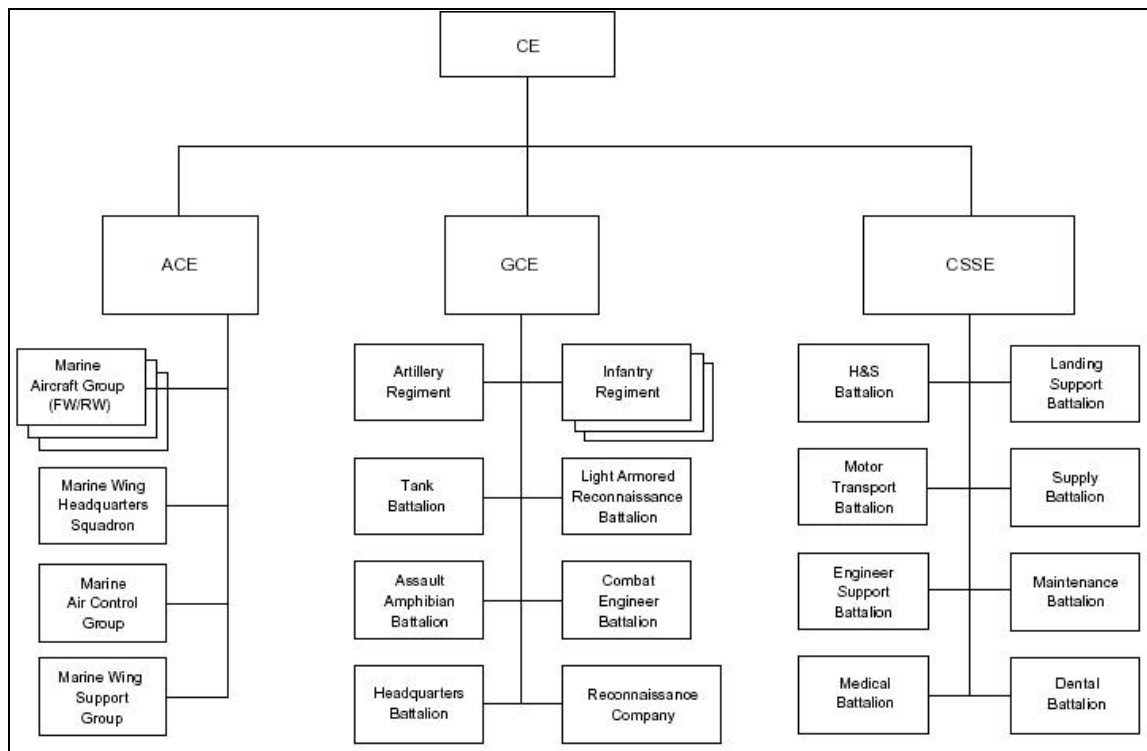 CE
ACE
GCE
CSSE
Marine
Aircraft Group
(FW/RW)
Marine Wing
Headquarters
Squadron
Marine
Air Control
Group
Marine Wing
Support
Group
Artillery
Regiment
Infantry
Regiment
Tank
Battalion
Light Armored
Reconnaissance
Battalion
Assault
Amphibian
Battalion
Combat
Engineer
Battalion
Headquarters
Battalion
Reconnaissance
Company
H&S
Battalion
Landing
Support
Battalion
Motor
Transport
Battalion
Supply
Battalion
Engineer
Support
Battalion
Maintenance
Battalion
Medical
Battalion
Dental
Battalion